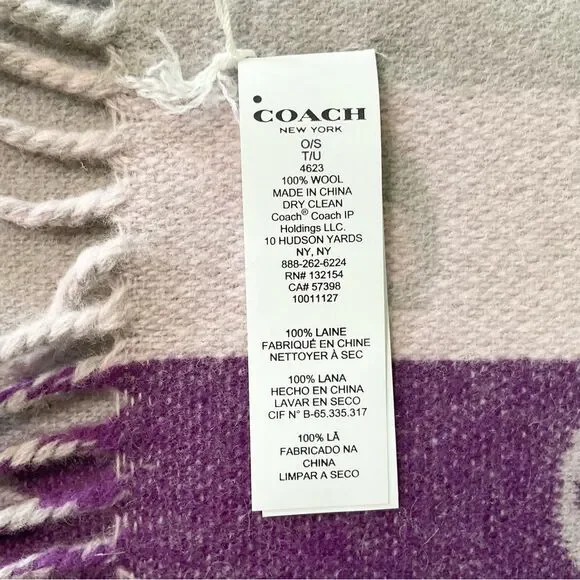 COACH
NEW YORK
O/S
T/U
4623
100% WOOL
MADE IN CHINA
DRY CLEAN
Coach® Coach IP
Holdings LLC.
10 HUDSON YARDS
NY, NY
888-262-6224
RN# 132154
CA# 57398
10011127
100% LAINE
FABRIQUÉ EN CHINE
NETTOYER À SEC
100% LANA
HECHO EN CHINA
LAVAR EN SECO
CIF N° B-65.335.317
100% LÃ
FABRICADO NA
CHINA
LIMPAR A SECO